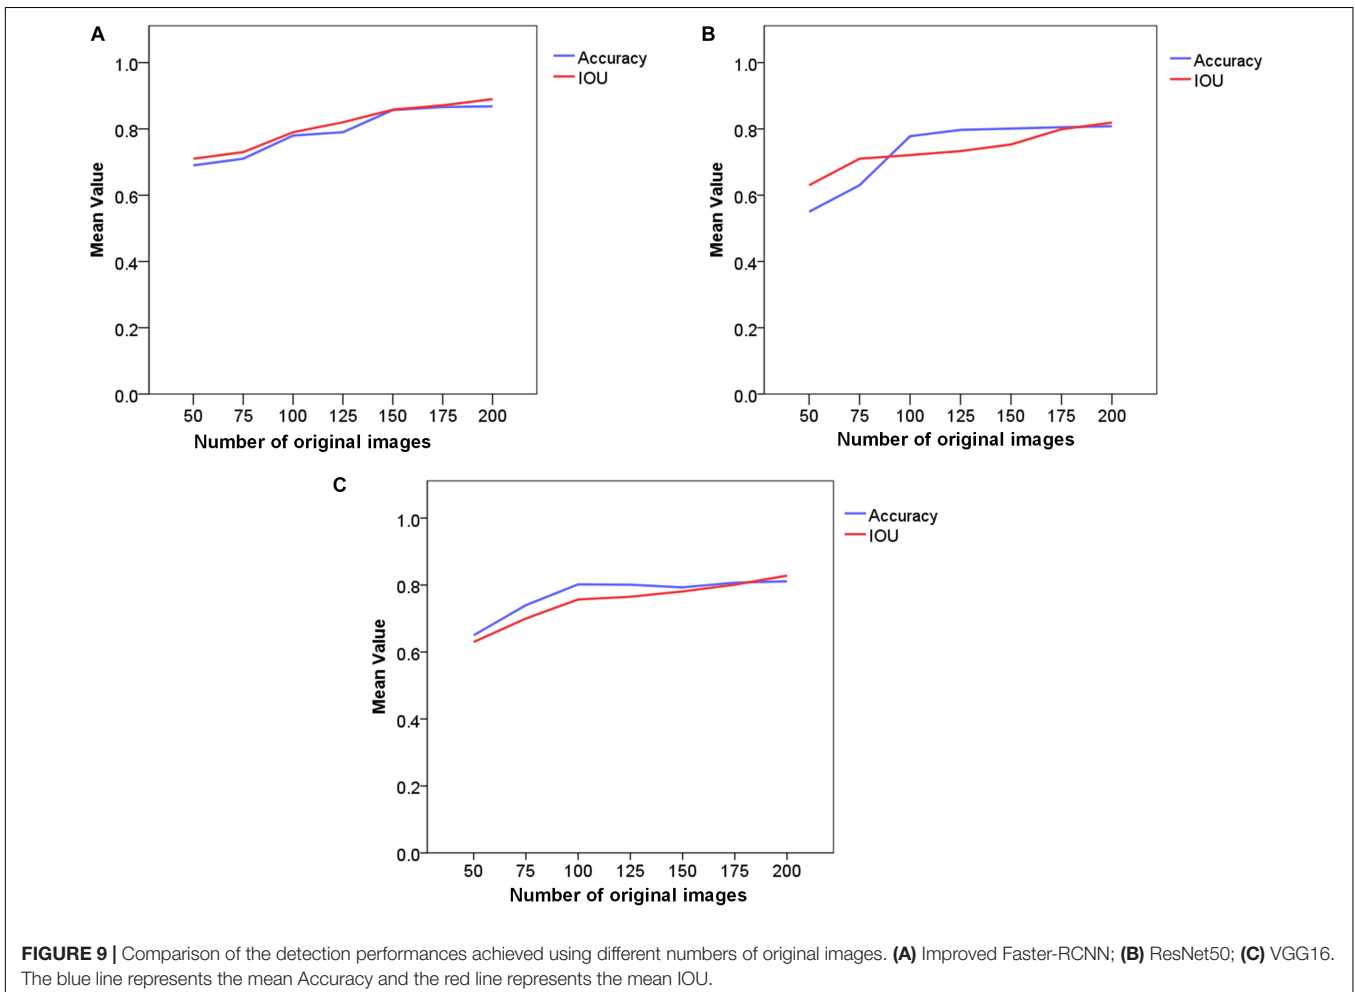 A
1.0
0.8
0.6
0.4
0.2
0.0
Mean Value
50 75 100 125 150 175 200
Number of original images
Accuracy
IOU
B
1.0
0.8
0.6
0.4
0.2
0.0
Mean Value
50 75 100 125 150 175 200
Number of original images
Accuracy
IOU
C
1.0
0.8
0.6
0.4
0.2
0.0
Mean Value
50 75 100 125 150 175 200
Number of original images
Accuracy
IOU
FIGURE 9 | Comparison of the detection performances achieved using different numbers of original images. (A) Improved Faster-RCNN; (B) ResNet50; (C) VGG16.
The blue line represents the mean Accuracy and the red line represents the mean IOU.